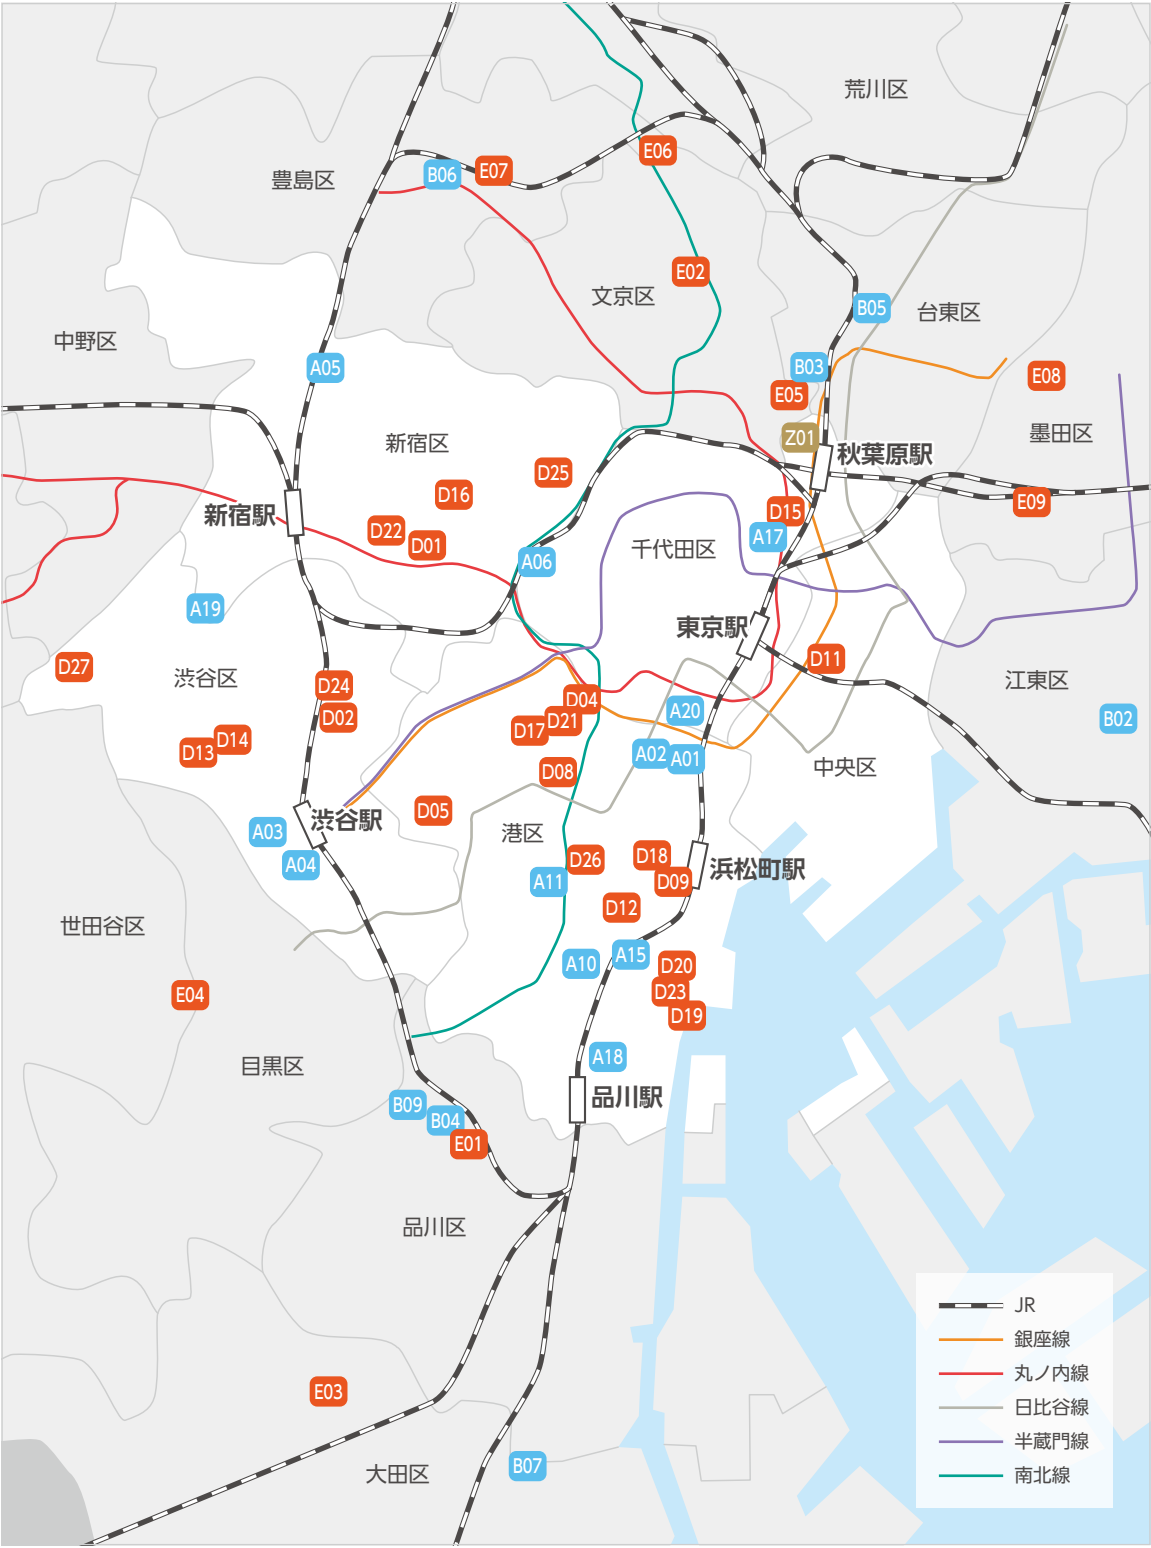 荒川区
E06
E07
B06
豊島区
E02
文京区
B05
台東区
中野区
A05
B03
E08
E05
墨田区
Z01
新宿区
秋葉原駅
D25
D16
E09
新宿駅
D15
D22
A17
D01
千代田区
A06
A19
東京駅
D27
D11
渋谷区
江東区
D24
D04
A20
D02
D21
B02
D17
D14
D13
A02
A01
中央区
D08
D05
渋谷駅
A03
港区
D18
D26
A04
浜松町駅
D09
A11
D12
世田谷区
A15
A10
D20
E04
D23
D19
A18
目黒区
品川駅
B09
B04
E01
品川区
JR
銀座線
丸ノ内線
E03
日比谷線
半蔵門線
B07
大田区
南北線